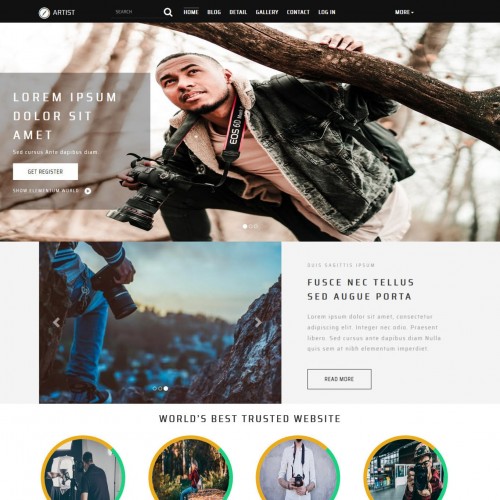 ARTIST
SEARCH
HOME BLOG DETAIL GALLERY CONTACT LOG IN
MORE
LOREM IPSUM
DOLOR SIT
AMET
Sed cursus Ante dapibus diam
GET REGISTER
SHOW ELEMENTUM WORLD
EOS 6D
DUIS SAGITTIS IPSUM
FUSCE NEC TELLUS
SED AUGUE PORTA
Lorem ipsum dolor sit amet, consectetur
adipiscing elit. Integer nec odio. Praesent
libero. Sed cursus ante dapibus diam Nulla
quis sem nibh elementum imperdiet.
READ MORE
WORLD'S BEST TRUSTED WEBSITE